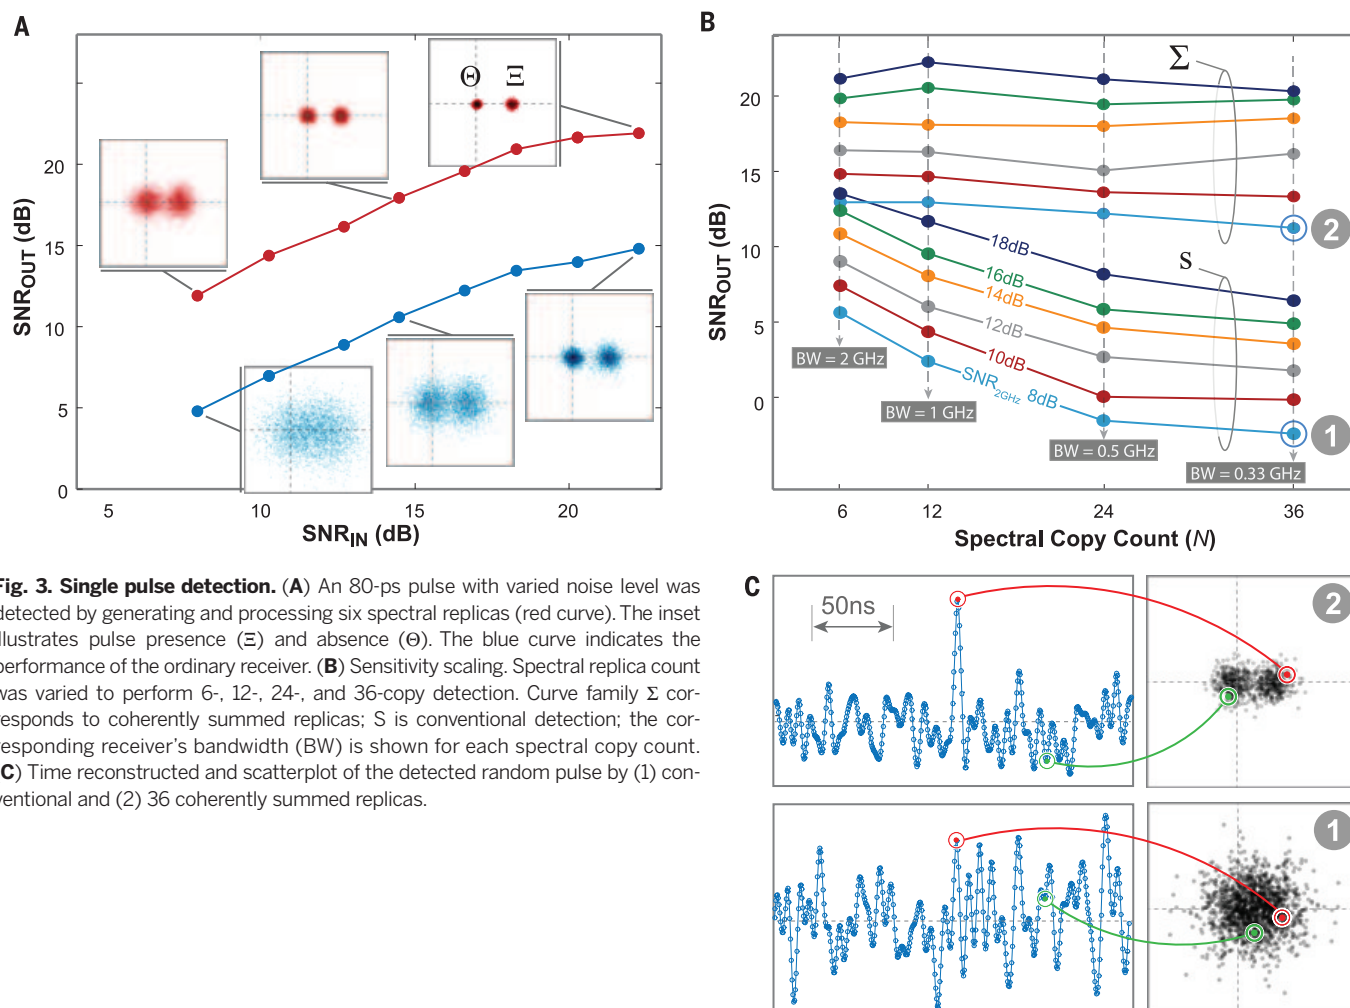 A
SNROUT (dB)
20
15
10
5
0
5
10
15
20
SNRIN (dB)
Θ Ξ
B
SNROUT (dB)
20
15
10
5
0
Σ
S
18dB
16dB
14dB
12dB
10dB
SNR2GHz 8dB
BW = 2 GHz
BW = 1 GHz
BW = 0.5 GHz
BW = 0.33 GHz
2
1
6
12
24
36
Spectral Copy Count (N)
Fig. 3. Single pulse detection. (A) An 80-ps pulse with varied noise level was
detected by generating and processing six spectral replicas (red curve). The inset
illustrates pulse presence (Ξ) and absence (Θ). The blue curve indicates the
performance of the ordinary receiver. (B) Sensitivity scaling. Spectral replica count
was varied to perform 6-, 12-, 24-, and 36-copy detection. Curve family Σ cor-
responds to coherently summed replicas; S is conventional detection; the cor-
responding receiver's bandwidth (BW) is shown for each spectral copy count.
(C) Time reconstructed and scatterplot of the detected random pulse by (1) con-
ventional and (2) 36 coherently summed replicas.
C
50ns
2
1